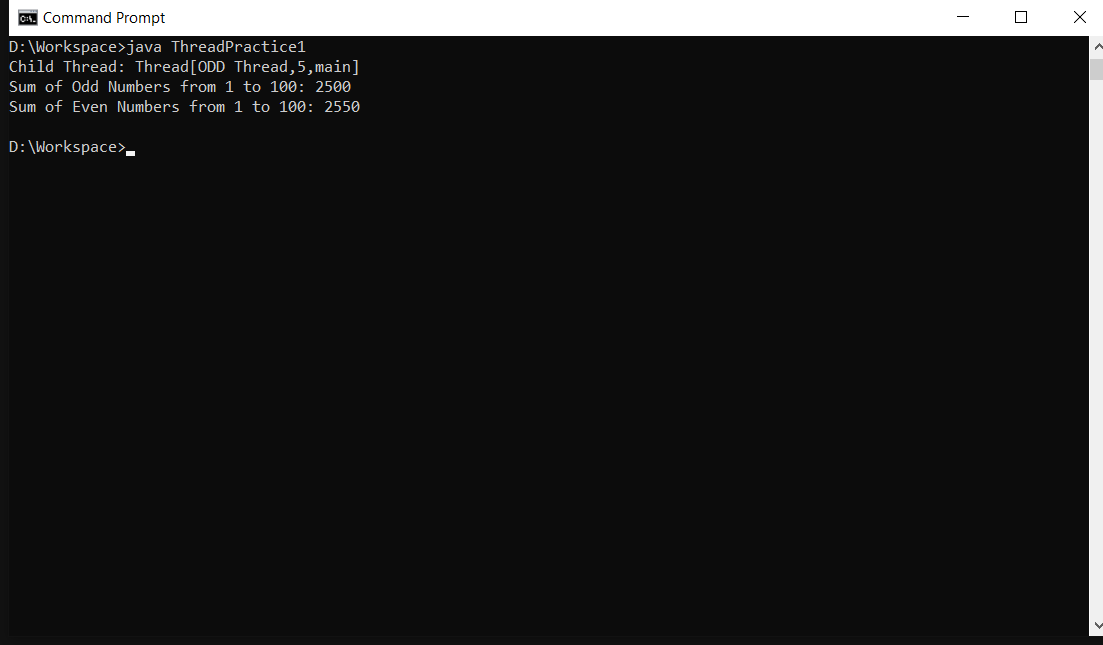 Command Prompt
D:\Workspace>java ThreadPractice1
Child Thread: Thread[ODD Thread,5,main]
Sum of Odd Numbers from 1 to 100: 2500
Sum of Even Numbers from 1 to 100: 2550
D:\Workspace>